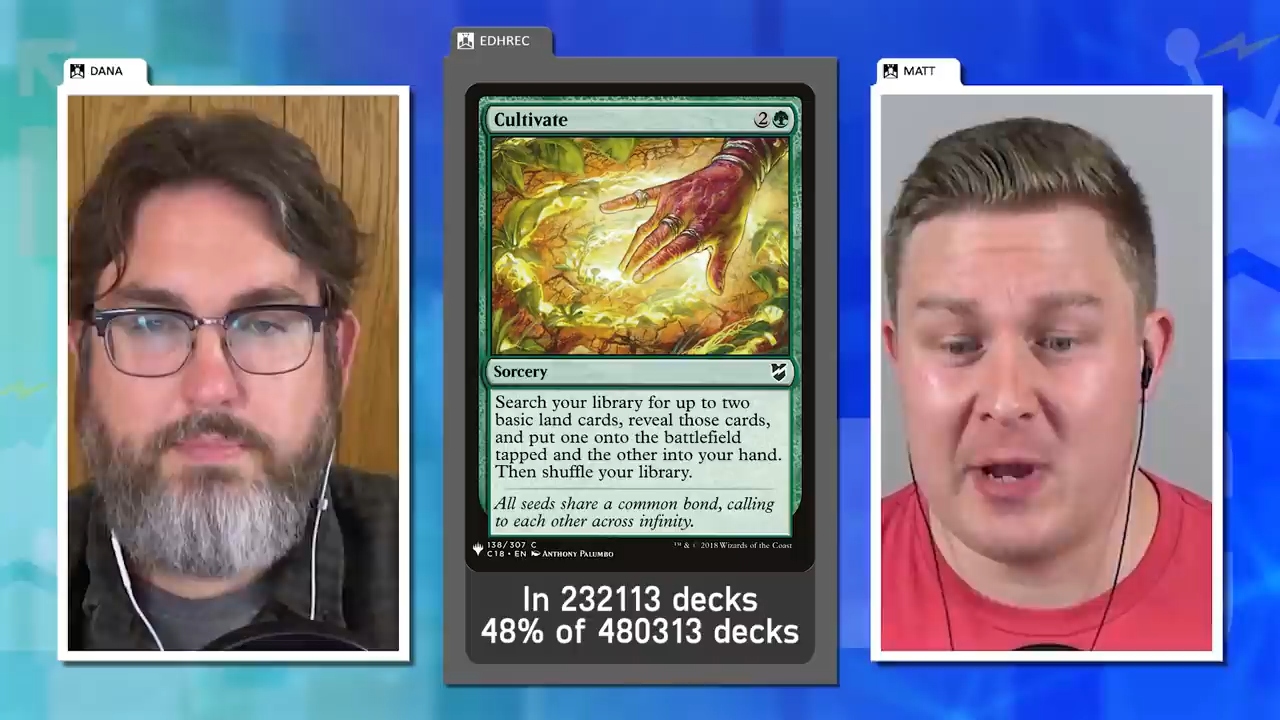 EDHREC
DANA
MATT
Cultivate
2
Sorcery
Search your library for up to two
basic land cards, reveal those cards,
and put one onto the battlefield
tapped and the other into your hand.
Then shuffle your library.
All seeds share a common bond, calling
to each other across infinity.
138/307 C
C18 • EN Anthony Palumbo
™ & © 2018 Wizards of the Coast
In 232113 decks
48% of 480313 decks